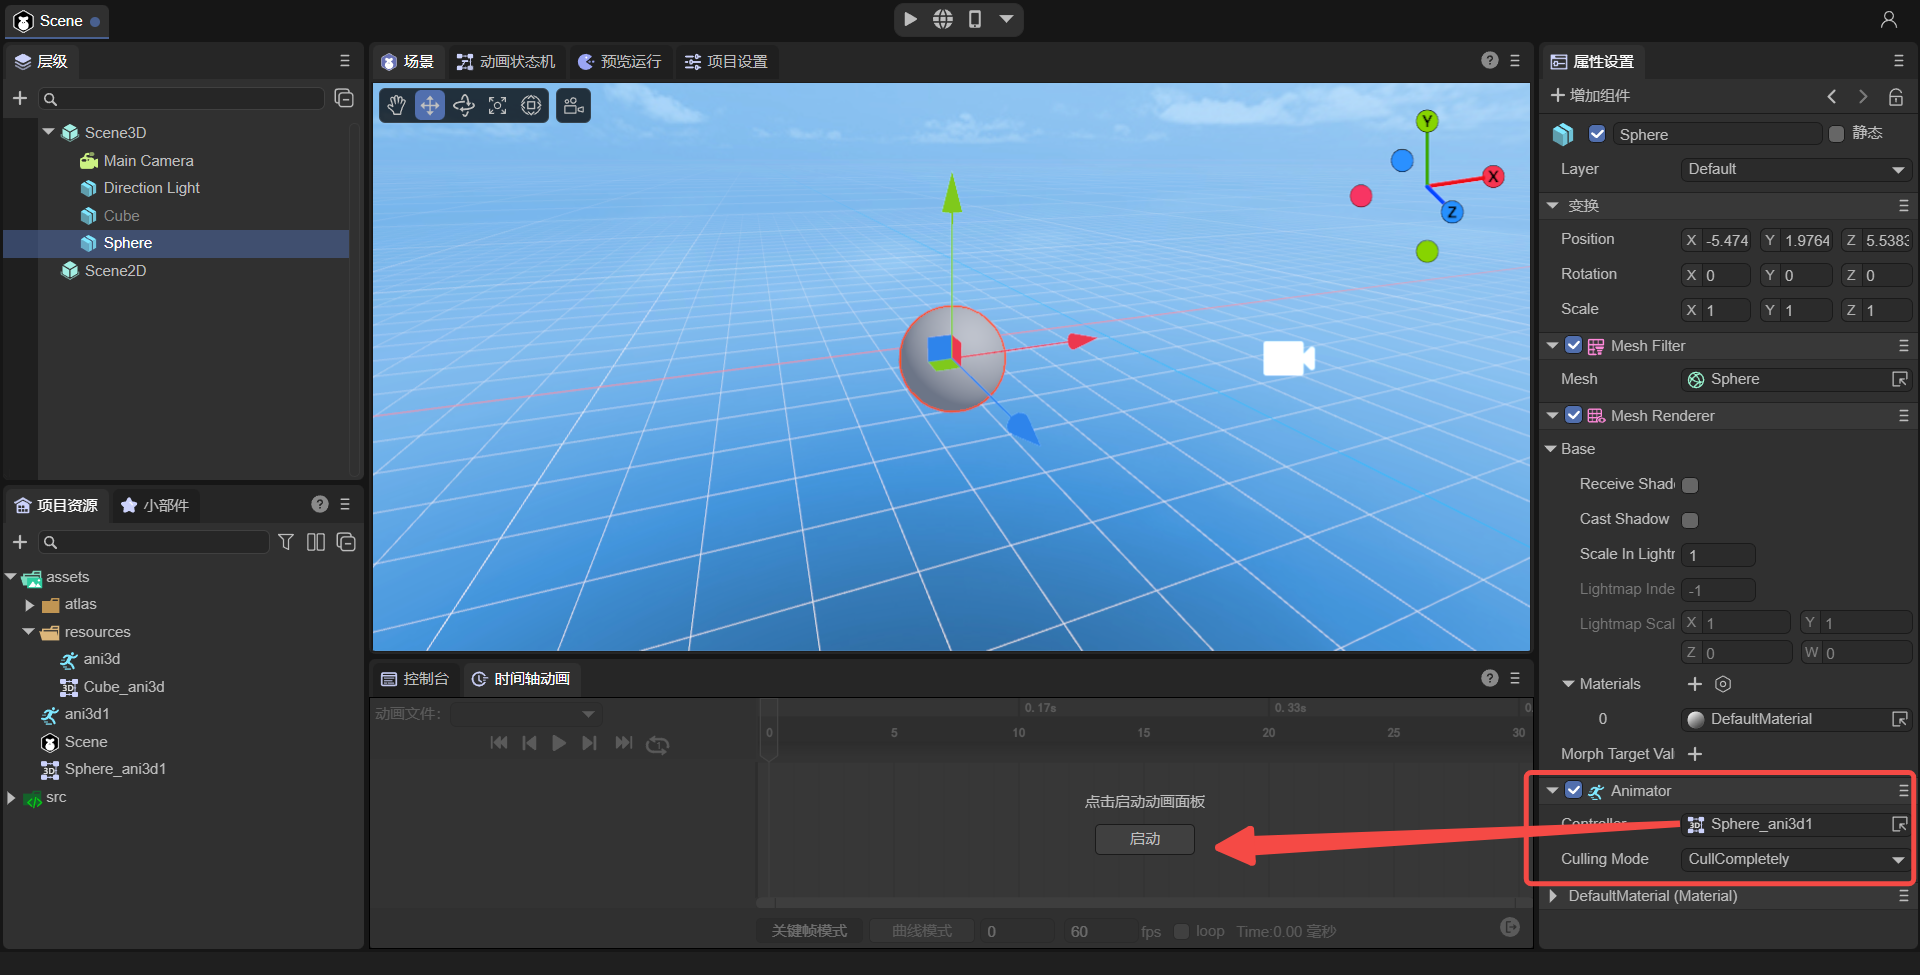 Scene
层级
Scene3D
Main Camera
Direction Light
Cube
Sphere
Scene2D
项目资源
小部件
assets
atlas
resources
ani3d
Cube_ani3d
ani3d1
Scene
Sphere_ani3d1
src
场景
动画状态机
预览运行
项目设置
Y
X
Z
控制台
时间轴动画
动画文件:
0.17s
0.33s
0.
0
5
10
15
20
25
30
点击启动动画面板
启动
关键帧模式
曲线模式
0
60
fps
loop
Time:0.00 毫秒
属性设置
增加组件
Sphere
静态
Layer
Default
变换
Position
X -5.474
Y 1.9764
Z 5.5383
Rotation
X 0
Y 0
Z 0
Scale
X 1
Y 1
Z 1
Mesh Filter
Mesh
Sphere
Mesh Renderer
Base
Receive Shad
Cast Shadow
Scale In Lightr
1
Lightmap Inde
-1
Lightmap Scal
X 1
Y 1
Z 0
W 0
Materials
0
DefaultMaterial
Morph Target Val
Animator
Controller
3D
Sphere_ani3d1
Culling Mode
CullCompletely
DefaultMaterial (Material)